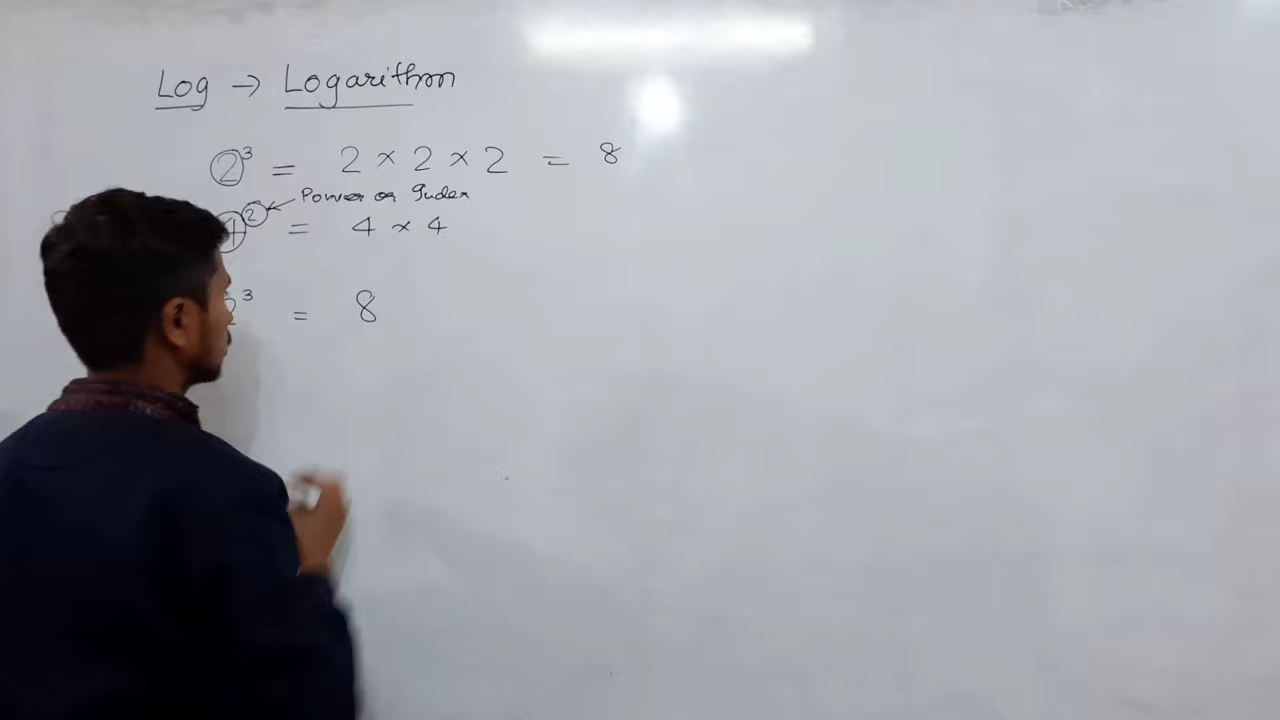 Log → Logarithm
2³ = 2 × 2 × 2 = 8
Power or Index
4² = 4 × 4
2³ = 8